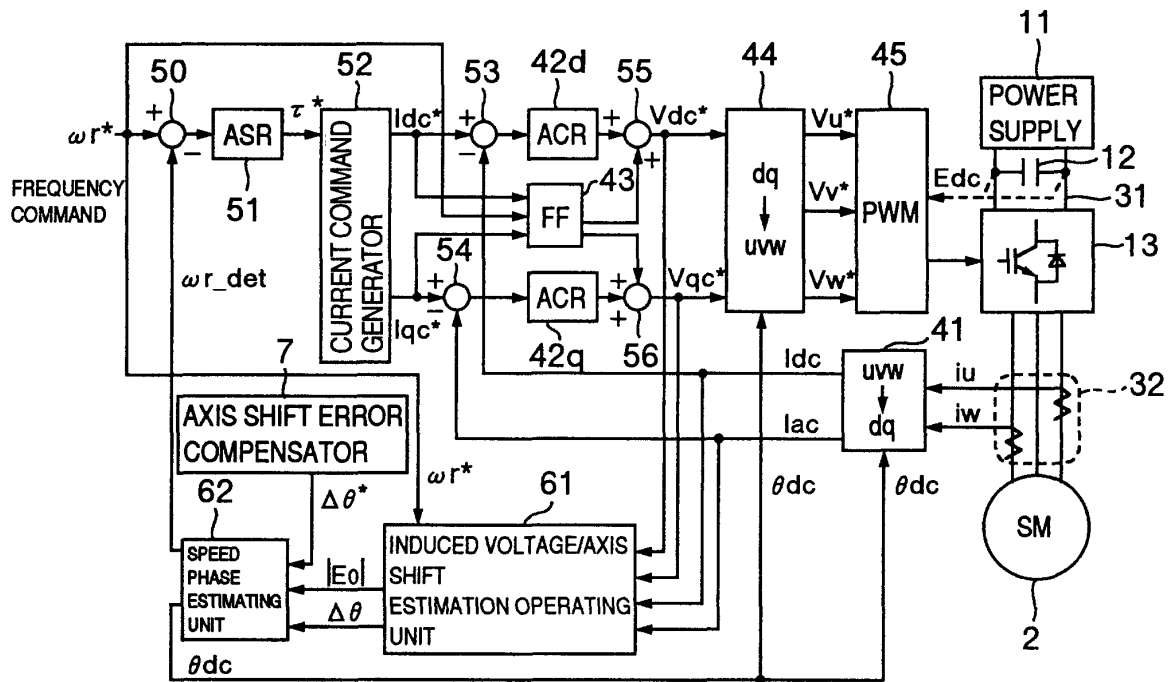 11
42d
44
45
POWER
SUPPLY
50
52
53
55
ωr*
+
−
ASR
τ*
51
CURRENT COMMAND
GENERATOR
Idc*
+
−
ACR
+
+
Vdc*
43
FF
dq
uvw
Vu*
Vv*
Vw*
PWM
Edc
12
31
13
FREQUENCY
COMMAND
ωr_det
54
Iqc*
+
−
ACR
42q
+
+
Vqc*
56
41
Idc
Iac
uvw
dq
iu
iw
32
7
AXIS SHIFT ERROR
COMPENSATOR
Δθ*
ωr*
θdc
θdc
SM
2
62
SPEED
PHASE
ESTIMATING
UNIT
|E0|
Δθ
61
INDUCED VOLTAGE/AXIS
SHIFT
ESTIMATION OPERATING
UNIT
θdc